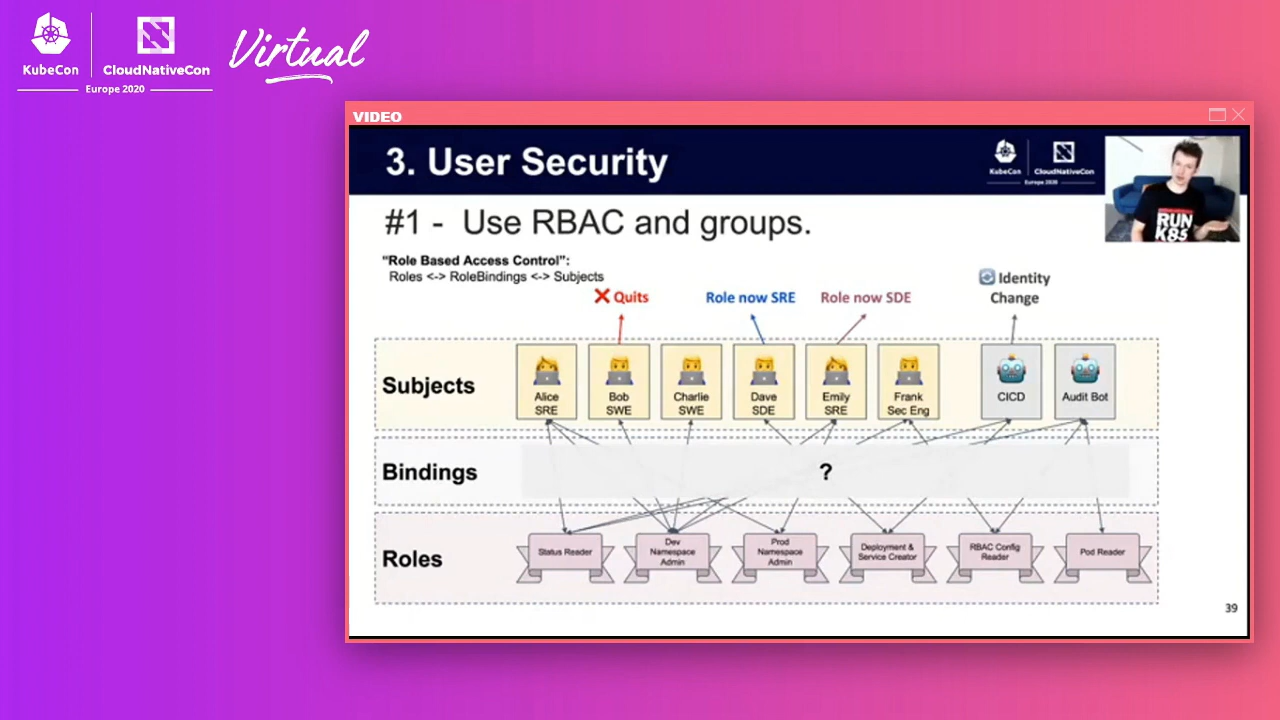 KubeCon
CloudNativeCon
Europe 2020
Virtual
VIDEO
3. User Security
KubeCon
CloudNativeCon
Europe 2020
RUN
K8S
#1 - Use RBAC and groups.
“Role Based Access Control”:
Roles <-> RoleBindings <-> Subjects
❌ Quits
Role now SRE
Role now SDE
🔄 Identity
Change
Subjects
Alice
SRE
Bob
SWE
Charlie
SWE
Dave
SDE
Emily
SRE
Frank
Sec Eng
CICD
Audit Bot
Bindings
?
Roles
Status Reader
Dev
Namespace
Admin
Prod
Namespace
Admin
Deployment &
Service Creator
RBAC Config
Reader
Pod Reader
39